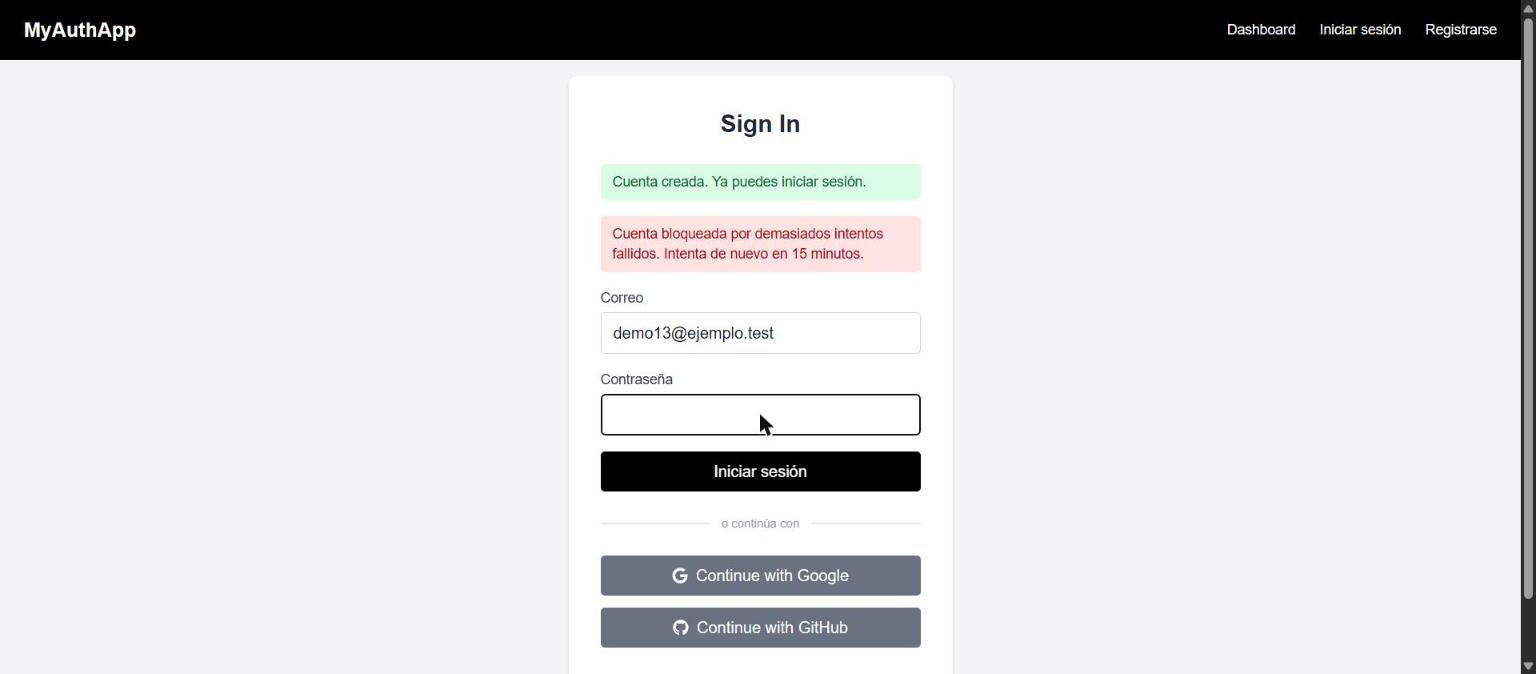 MyAuthApp
Dashboard
Iniciar sesión
Registrarse
Sign In
Cuenta creada. Ya puedes iniciar sesión.
Cuenta bloqueada por demasiados intentos
fallidos. Intenta de nuevo en 15 minutos.
Correo
demo13@ejemplo.test
Contraseña
Iniciar sesión
o continúa con
Continue with Google
Continue with GitHub